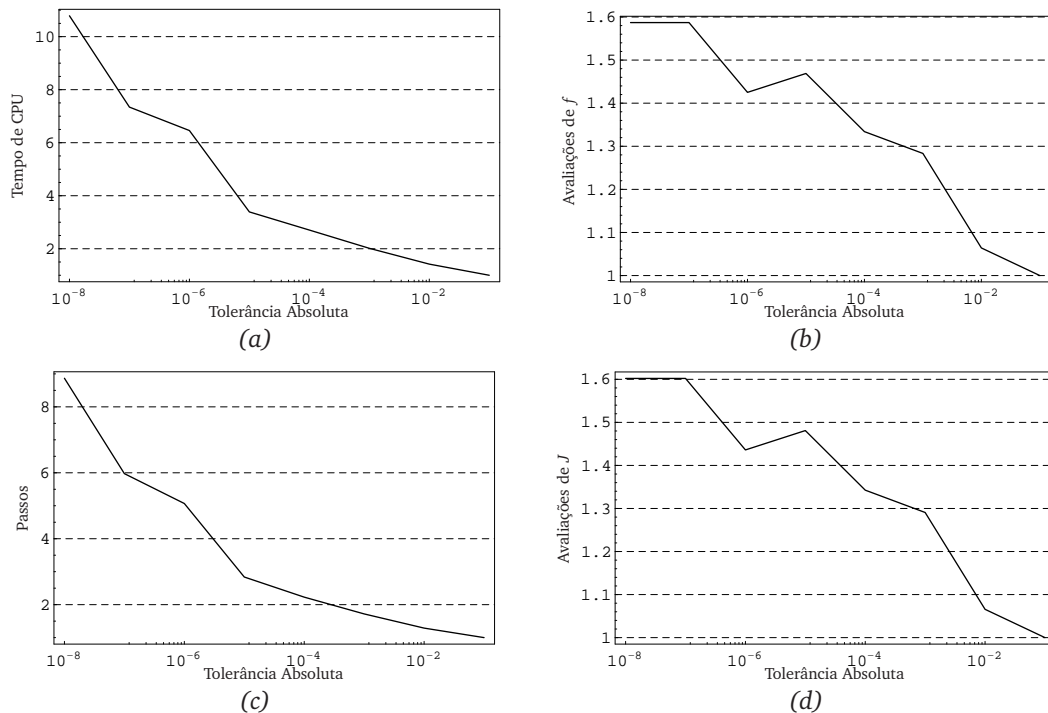 Tempo de CPU
10
8
6
4
2
10⁻⁸ 10⁻⁶ 10⁻⁴ 10⁻²
Tolerância Absoluta
(a)
Avaliações de f
1.6
1.5
1.4
1.3
1.2
1.1
1
10⁻⁸ 10⁻⁶ 10⁻⁴ 10⁻²
Tolerância Absoluta
(b)
Passos
8
6
4
2
10⁻⁸ 10⁻⁶ 10⁻⁴ 10⁻²
Tolerância Absoluta
(c)
Avaliações de J
1.6
1.5
1.4
1.3
1.2
1.1
1
10⁻⁸ 10⁻⁶ 10⁻⁴ 10⁻²
Tolerância Absoluta
(d)